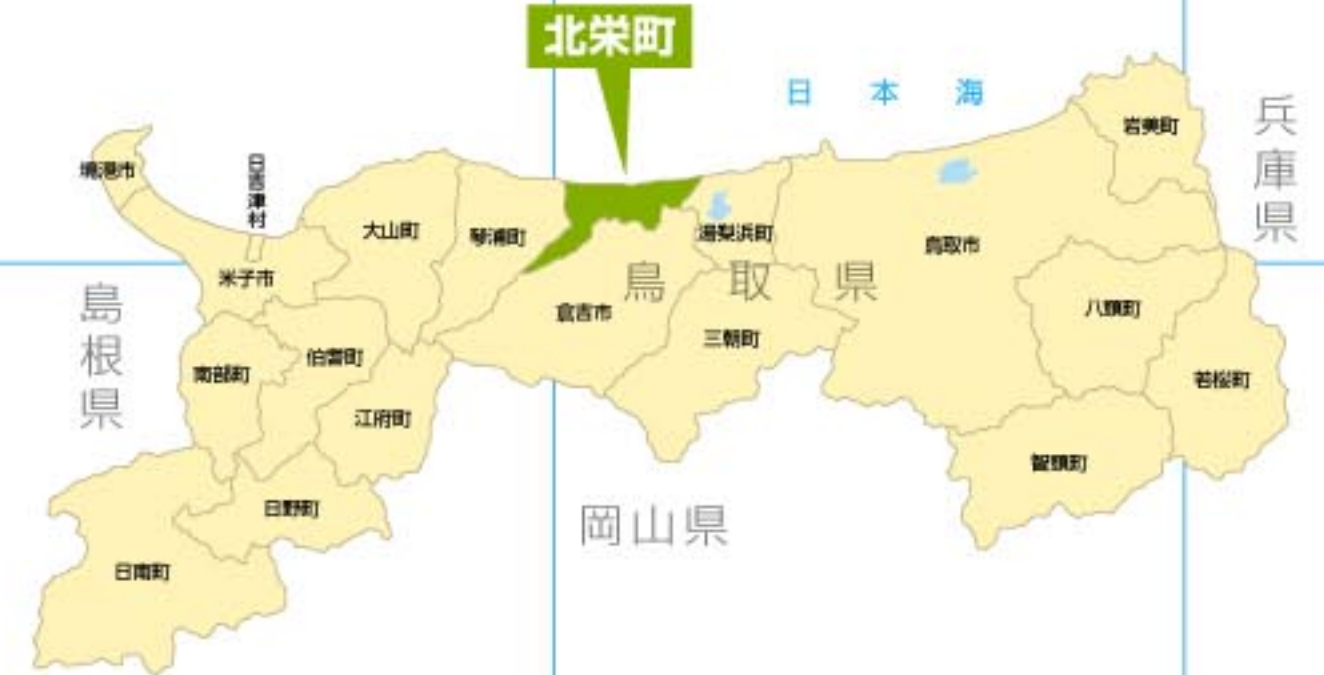 北栄町
日本海
岩美町
兵庫県
境港市
日吉津村
大山町
琴浦町
湯梨浜町
鳥取市
米子市
鳥取県
島根県
倉吉市
三朝町
八頭町
南部町
伯耆町
若桜町
江府町
智頭町
日野町
岡山県
日南町